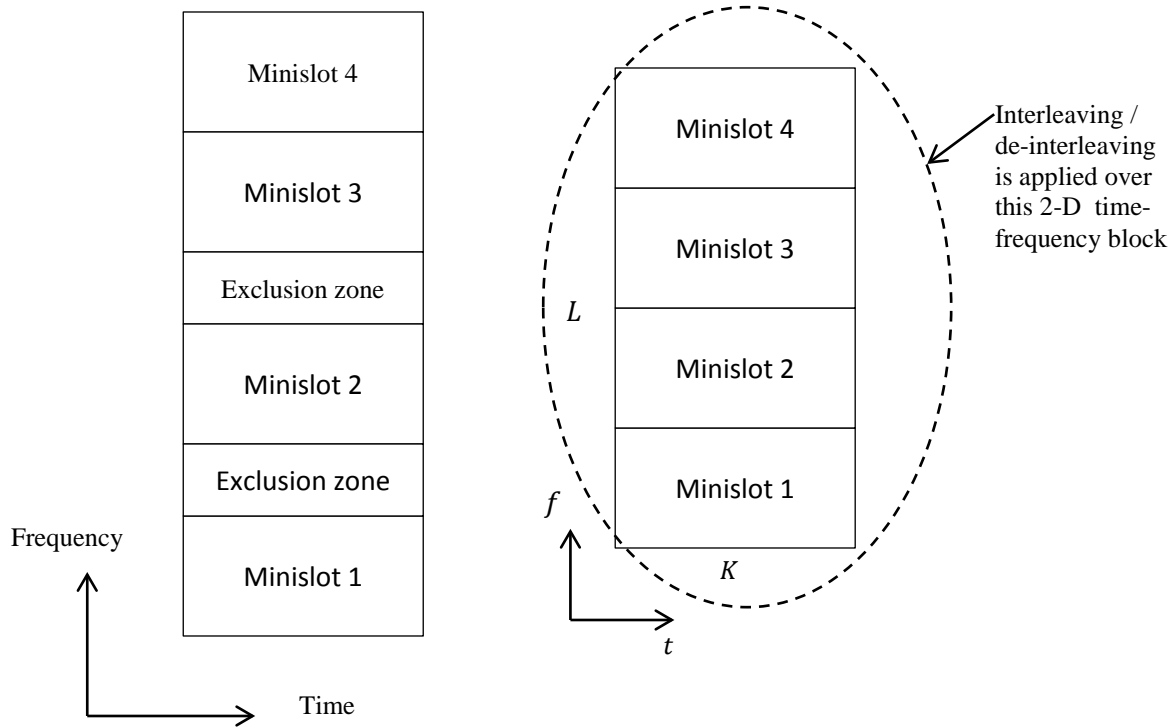 Minislot 4
Minislot 3
Exclusion zone
Minislot 2
Exclusion zone
Minislot 1
Frequency
Time
Minislot 4
Minislot 3
Minislot 2
Minislot 1
L
K
f
t
Interleaving /
de-interleaving
is applied over
this 2-D time-
frequency block